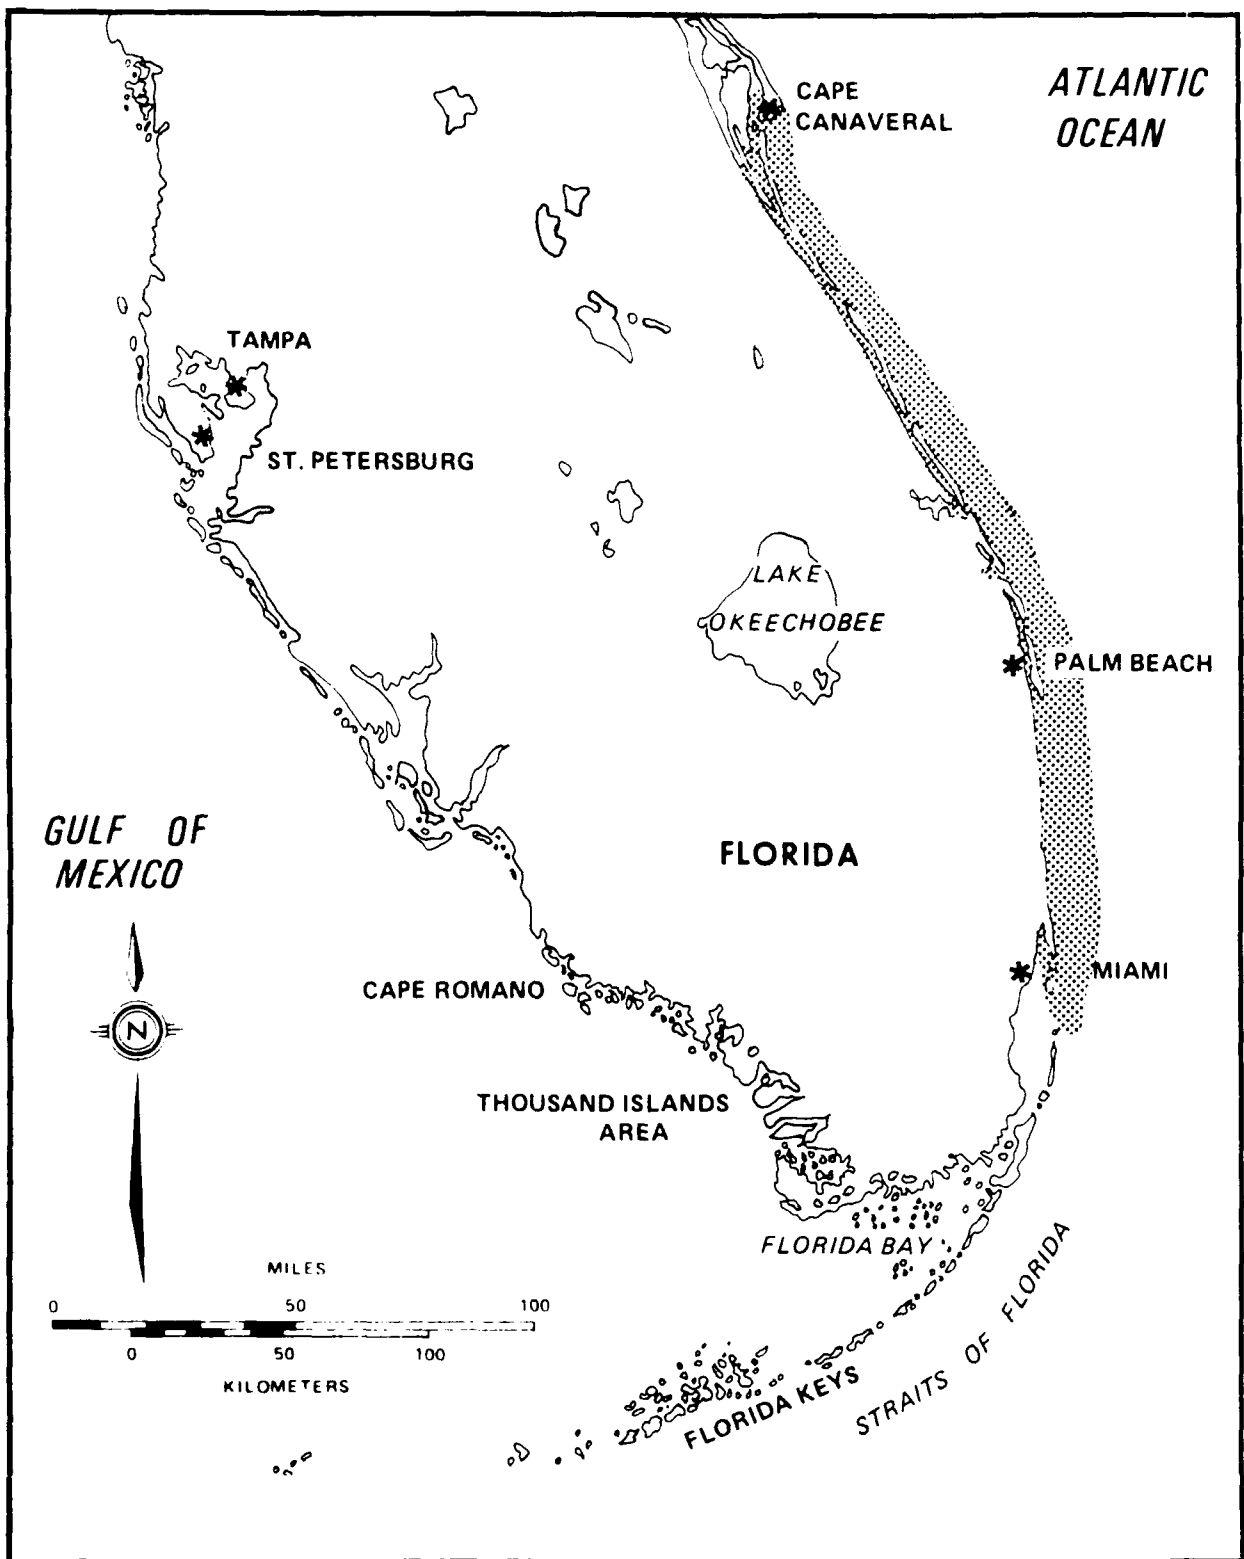 ATLANTIC
OCEAN
CAPE
CANAVERAL
TAMPA
ST. PETERSBURG
LAKE
OKEECHOBEE
PALM BEACH
GULF OF
MEXICO
FLORIDA
MIAMI
CAPE ROMANO
N
THOUSAND ISLANDS
AREA
FLORIDA BAY
STRAITS OF FLORIDA
FLORIDA KEYS
MILES
0 50 100
0 50 100
KILOMETERS